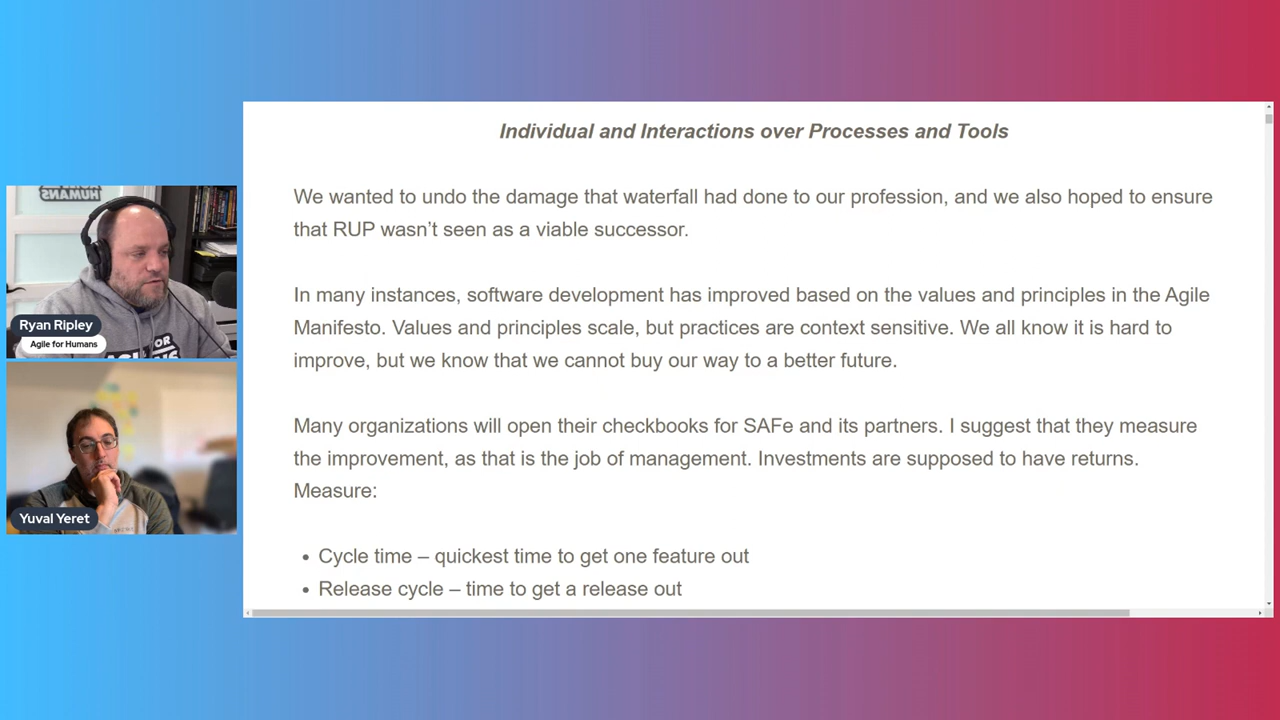 Individual and Interactions over Processes and Tools
We wanted to undo the damage that waterfall had done to our profession, and we also hoped to ensure
that RUP wasn’t seen as a viable successor.
In many instances, software development has improved based on the values and principles in the Agile
Manifesto. Values and principles scale, but practices are context sensitive. We all know it is hard to
improve, but we know that we cannot buy our way to a better future.
Many organizations will open their checkbooks for SAFe and its partners. I suggest that they measure
the improvement, as that is the job of management. Investments are supposed to have returns.
Measure:
• Cycle time – quickest time to get one feature out
• Release cycle – time to get a release out
HUMANS
Ryan Ripley
Agile for Humans
Yuval Yeret